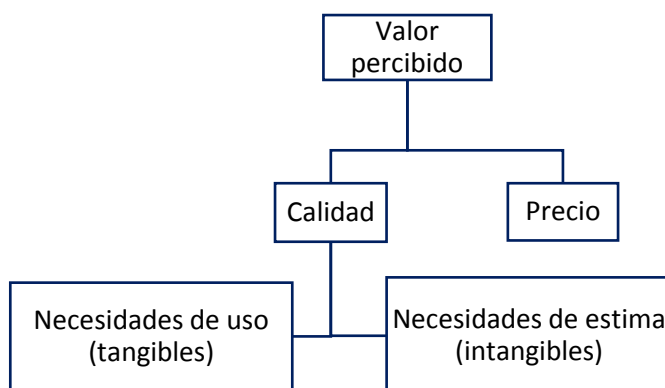 Valor
percibido
Calidad
Precio
Necesidades de uso
(tangibles)
Necesidades de estima
(intangibles)